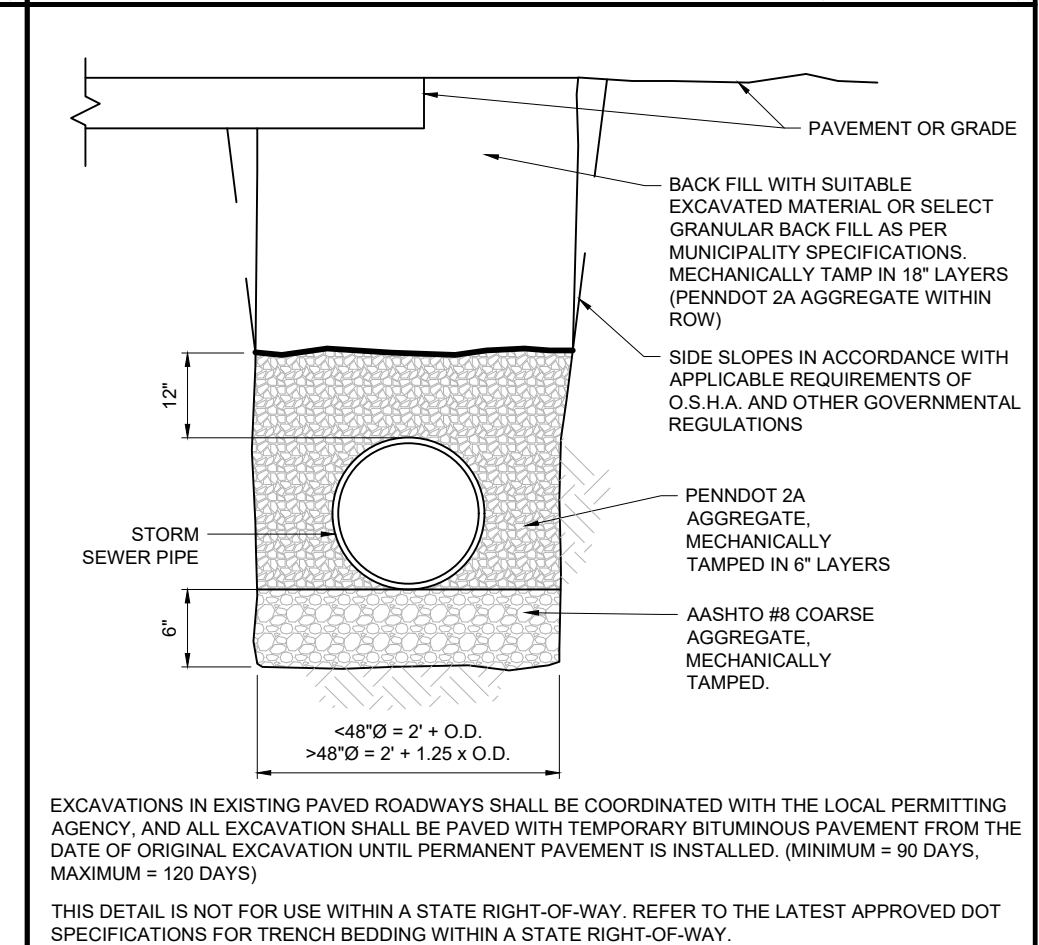 PAVEMENT OR GRADE
BACK FILL WITH SUITABLE
EXCAVATED MATERIAL OR SELECT
GRANULAR BACK FILL AS PER
MUNICIPALITY SPECIFICATIONS.
MECHANICALLY TAMP IN 18" LAYERS
(PENNDOT 2A AGGREGATE WITHIN
ROW)
SIDE SLOPES IN ACCORDANCE WITH
APPLICABLE REQUIREMENTS OF
O.S.H.A. AND OTHER GOVERNMENTAL
REGULATIONS
12"
STORM
SEWER PIPE
PENNDOT 2A
AGGREGATE,
MECHANICALLY
TAMPED IN 6" LAYERS
6"
AASHTO #8 COARSE
AGGREGATE,
MECHANICALLY
TAMPED.
<48"Ø = 2' + O.D.
>48"Ø = 2' + 1.25 x O.D.
EXCAVATIONS IN EXISTING PAVED ROADWAYS SHALL BE COORDINATED WITH THE LOCAL PERMITTING
AGENCY, AND ALL EXCAVATION SHALL BE PAVED WITH TEMPORARY BITUMINOUS PAVEMENT FROM THE
DATE OF ORIGINAL EXCAVATION UNTIL PERMANENT PAVEMENT IS INSTALLED. (MINIMUM = 90 DAYS,
MAXIMUM = 120 DAYS)
THIS DETAIL IS NOT FOR USE WITHIN A STATE RIGHT-OF-WAY. REFER TO THE LATEST APPROVED DOT
SPECIFICATIONS FOR TRENCH BEDDING WITHIN A STATE RIGHT-OF-WAY.